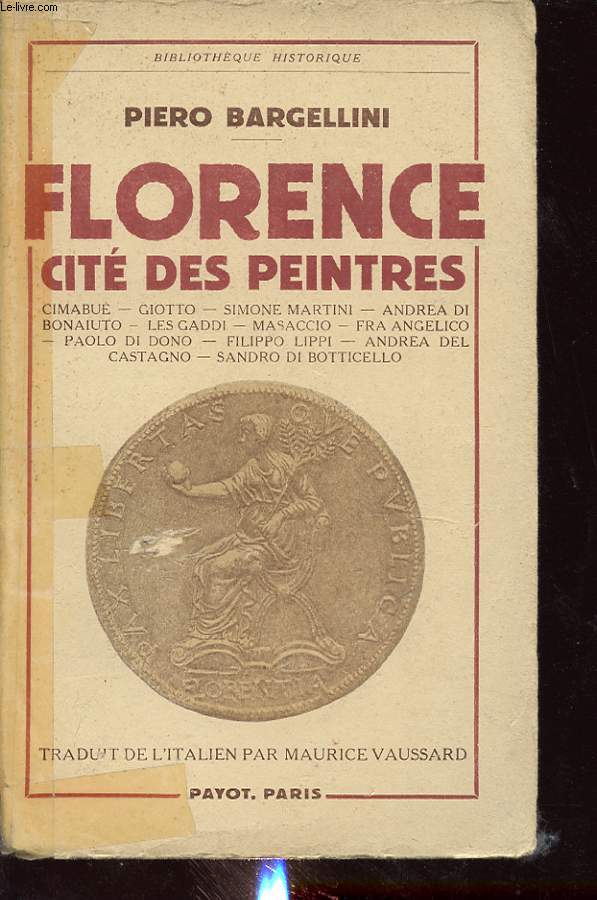 Le-livre.com
BIBLIOTHÈQUE HISTORIQUE
PIERO BARGELLINI
FLORENCE
CITÉ DES PEINTRES
CIMABUÉ — GIOTTO — SIMONE MARTINI — ANDREA DI
BONAIUTO — LES GADDI — MASACCIO — FRA ANGELICO
— PAOLO DI DONO — FILIPPO LIPPI — ANDREA DEL
CASTAGNO — SANDRO DI BOTTICELLO
PAX LIBERTAS QVE PVBLICA
FLORENTIA
TRADUIT DE L'ITALIEN PAR MAURICE VAUSSARD
PAYOT. PARIS